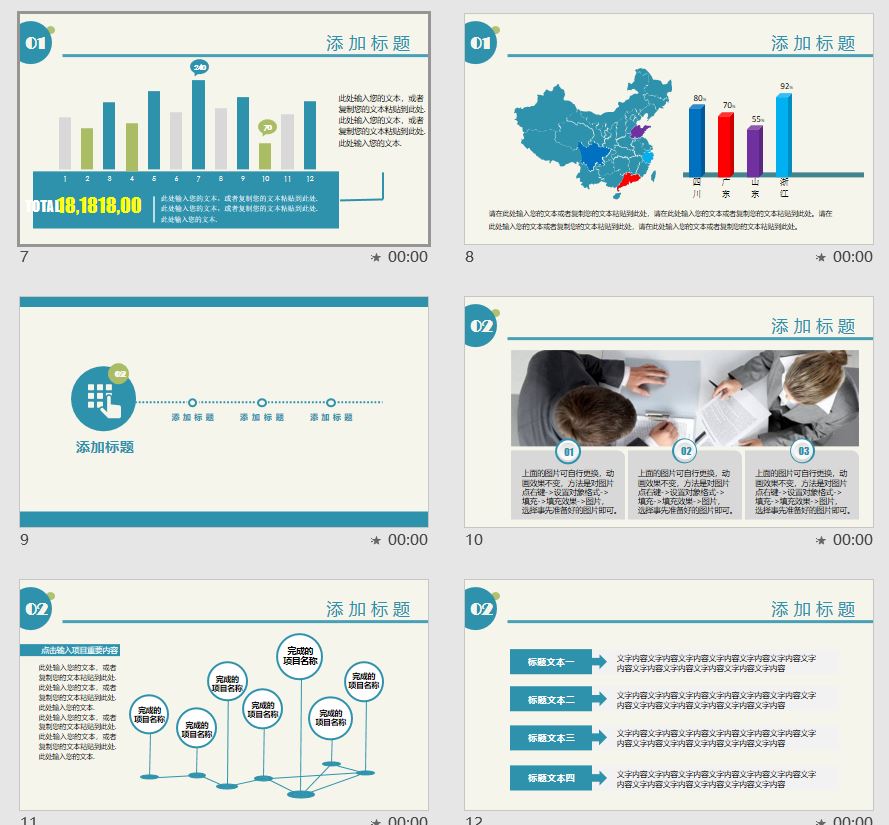 01
添加标题
240
70
此处输入您的文本，或者
复制您的文本粘贴到此处.
此处输入您的文本，或者
复制您的文本粘贴到此处.
此处输入您的文本.
1 2 3 4 5 6 7 8 9 10 11 12
TOTAL 18,1818,00
此处输入您的文本，或者复制您的文本粘贴到此处.
此处输入您的文本，或者复制您的文本粘贴到此处.
此处输入您的文本.
7
00:00
01
添加标题
80%
70%
55%
92%
四川
广东
山东
浙江
请在此处输入您的文本或者复制您的文本粘贴到此处，请在此处输入您的文本或者复制您的文本粘贴到此处。请在
此处输入您的文本或者复制您的文本粘贴到此处，请在此处输入您的文本或者复制您的文本粘贴到此处。
8
00:00
02
添加标题
添加标题
添加标题
添加标题
9
00:00
02
添加标题
01
上面的图片可自行更换，动
画效果不变，方法是对图片
点右键->设置对象格式->
填充->填充效果->图片，
选择事先准备好的图片即可。
02
上面的图片可自行更换，动
画效果不变，方法是对图片
点右键->设置对象格式->
填充->填充效果->图片，
选择事先准备好的图片即可。
03
上面的图片可自行更换，动
画效果不变，方法是对图片
点右键->设置对象格式->
填充->填充效果->图片，
选择事先准备好的图片即可。
10
00:00
02
添加标题
点击输入项目重要内容
此处输入您的文本，或者
复制您的文本粘贴到此处.
此处输入您的文本，或者
复制您的文本粘贴到此处.
此处输入您的文本.
此处输入您的文本，或者
复制您的文本粘贴到此处.
此处输入您的文本，或者
复制您的文本粘贴到此处.
此处输入您的文本.
完成的
项目名称
完成的
项目名称
完成的
项目名称
完成的
项目名称
完成的
项目名称
完成的
项目名称
完成的
项目名称
11
00:00
02
添加标题
标题文本一
文字内容文字内容文字内容文字内容文字内容文字内容文字
内容文字内容文字内容文字内容文字内容文字内容
标题文本二
文字内容文字内容文字内容文字内容文字内容文字内容文字
内容文字内容文字内容文字内容文字内容文字内容
标题文本三
文字内容文字内容文字内容文字内容文字内容文字内容文字
内容文字内容文字内容文字内容文字内容文字内容
标题文本四
文字内容文字内容文字内容文字内容文字内容文字内容文字
内容文字内容文字内容文字内容文字内容文字内容
12
00:00